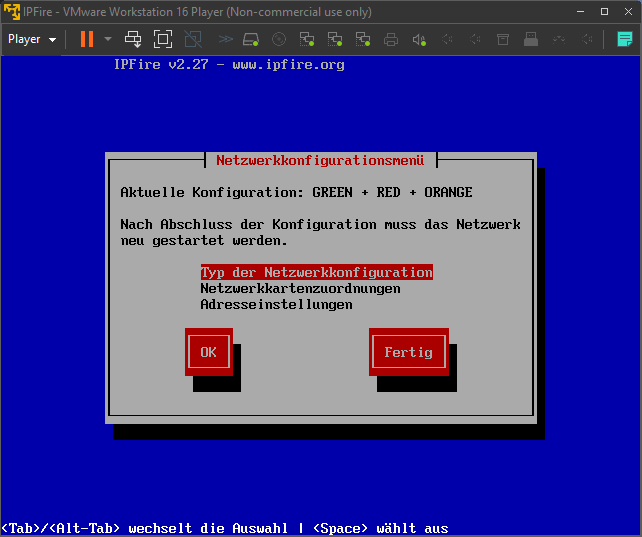 IPFire - VMware Workstation 16 Player (Non-commercial use only)
Player
IPFire v2.27 - www.ipfire.org
Netzwerkkonfigurationsmenü
Aktuelle Konfiguration: GREEN + RED + ORANGE
Nach Abschluss der Konfiguration muss das Netzwerk
neu gestartet werden.
Typ der Netzwerkkonfiguration
Netzwerkkartenzuordnungen
Adresseinstellungen
OK
Fertig
<Tab>/<Alt-Tab> wechselt die Auswahl | <Space> wählt aus